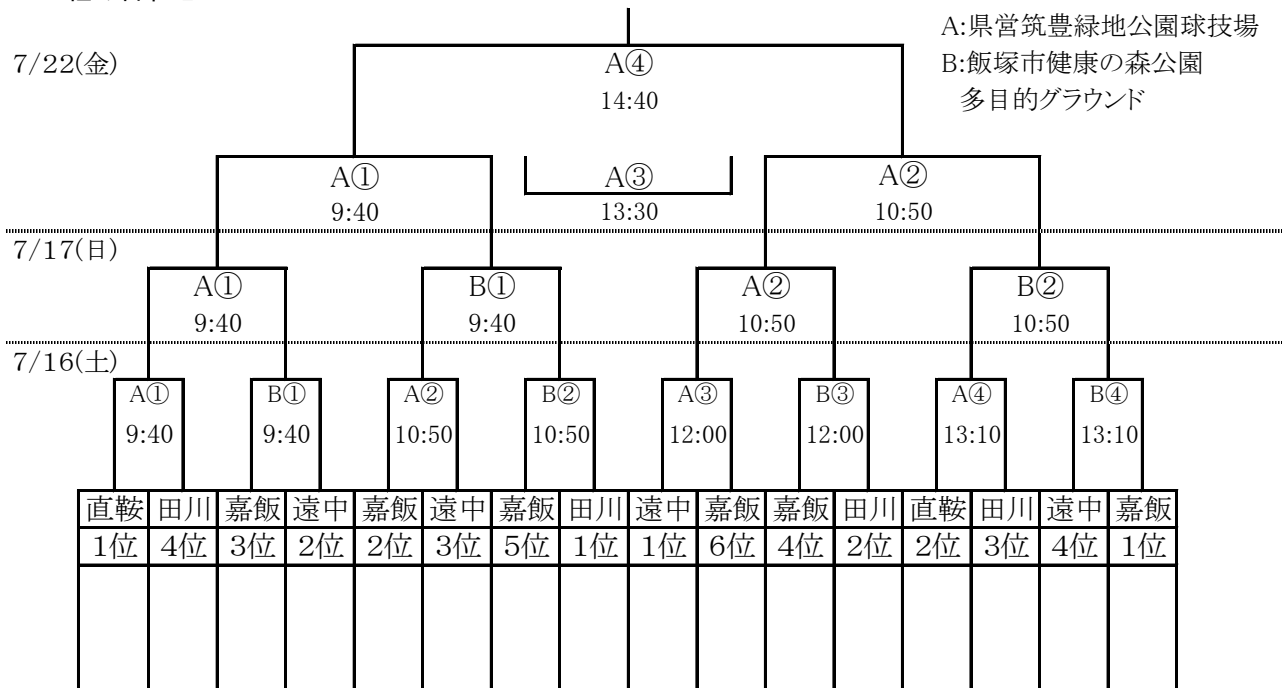 A:県営筑豊緑地公園球技場
7/22(金)
A④
B:飯塚市健康の森公園
14:40
多目的グラウンド
A① A③ A②
9:40 13:30 10:50
7/17(日)
A① B① A② B②
9:40 9:40 10:50 10:50
7/16(土)
A① B① A② B② A③ B③ A④ B④
9:40 9:40 10:50 10:50 12:00 12:00 13:10 13:10
直鞍 田川 嘉飯 遠中 嘉飯 遠中 嘉飯 田川 遠中 嘉飯 嘉飯 田川 直鞍 田川 遠中 嘉飯
1位 4位 3位 2位 2位 3位 5位 1位 1位 6位 4位 2位 2位 3位 4位 1位